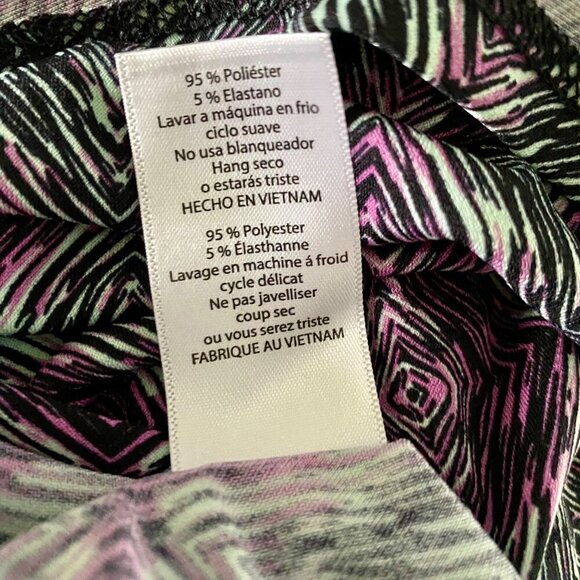 95 % Poliéster
5 % Elastano
Lavar a máquina en frio
ciclo suave
No usa blanqueador
Hang seco
o estarás triste
HECHO EN VIETNAM
95 % Polyester
5 % Élasthanne
Lavage en machine á froid
cycle délicat
Ne pas javelliser
coup sec
ou vous serez triste
FABRIQUE AU VIETNAM